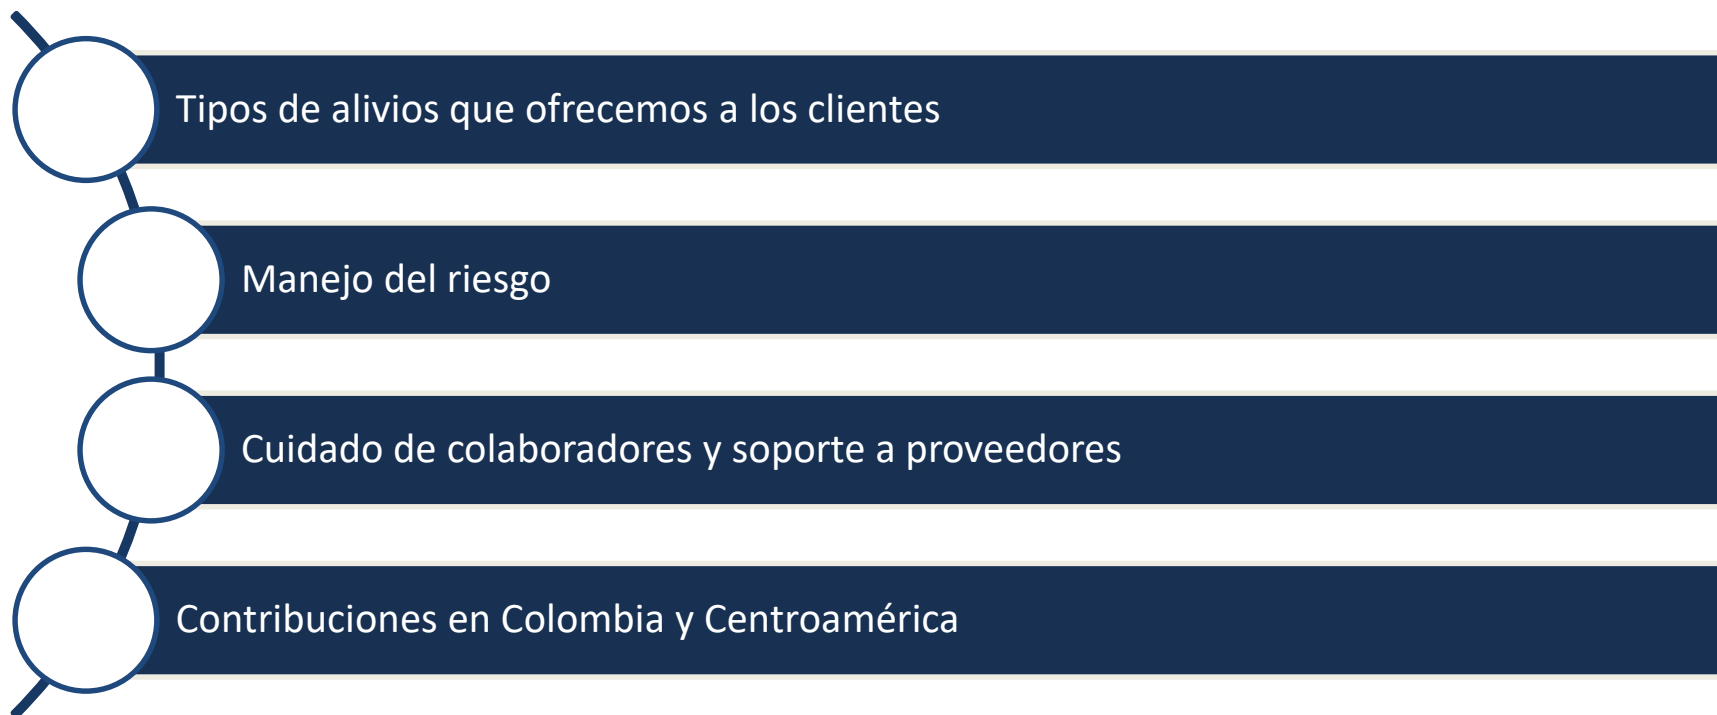 Tipos de alivios que ofrecemos a los clientes
Manejo del riesgo
Cuidado de colaboradores y soporte a proveedores
Contribuciones en Colombia y Centroamérica